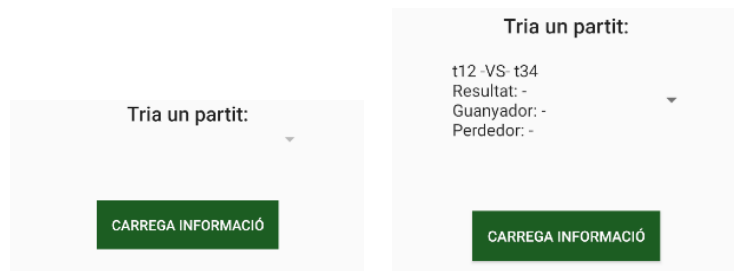 Tria un partit:
CARREGA INFORMACIÓ
Tria un partit:
t12 -VS- t34
Resultat: -
Guanyador: -
Perdedor: -
CARREGA INFORMACIÓ